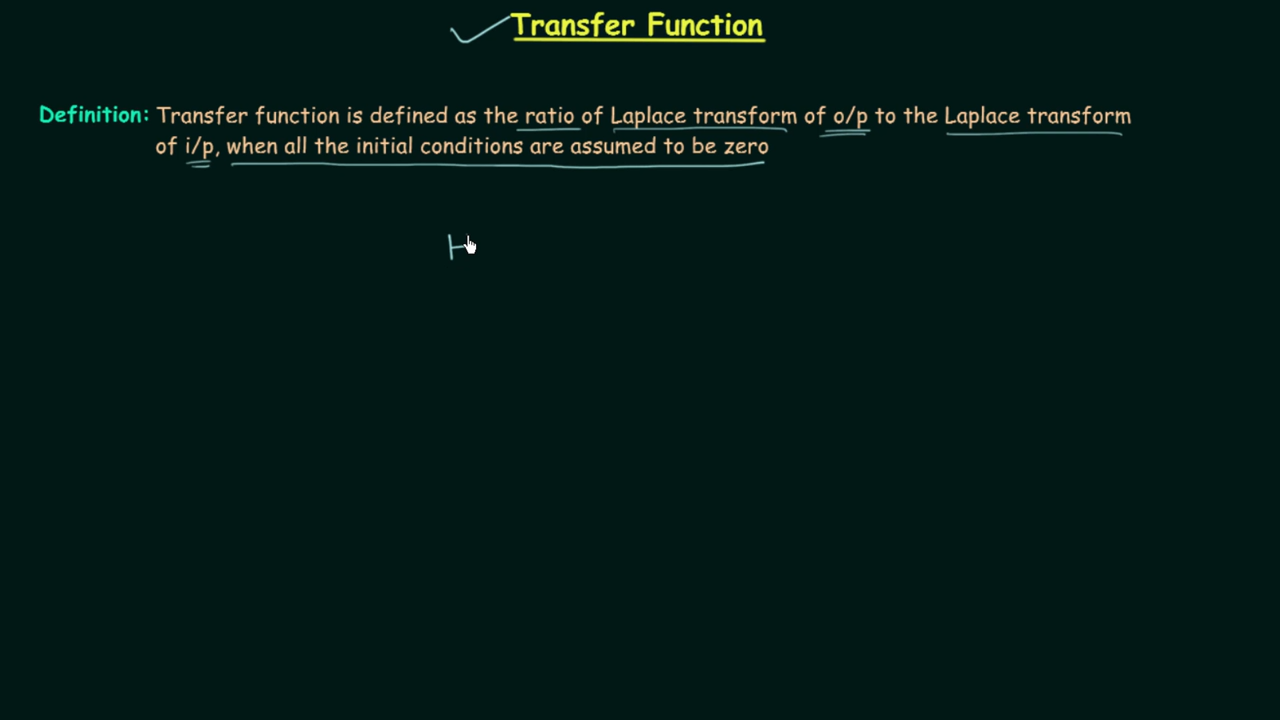 Transfer Function
Definition: Transfer function is defined as the ratio of Laplace transform of o/p to the Laplace transform
of i/p, when all the initial conditions are assumed to be zero